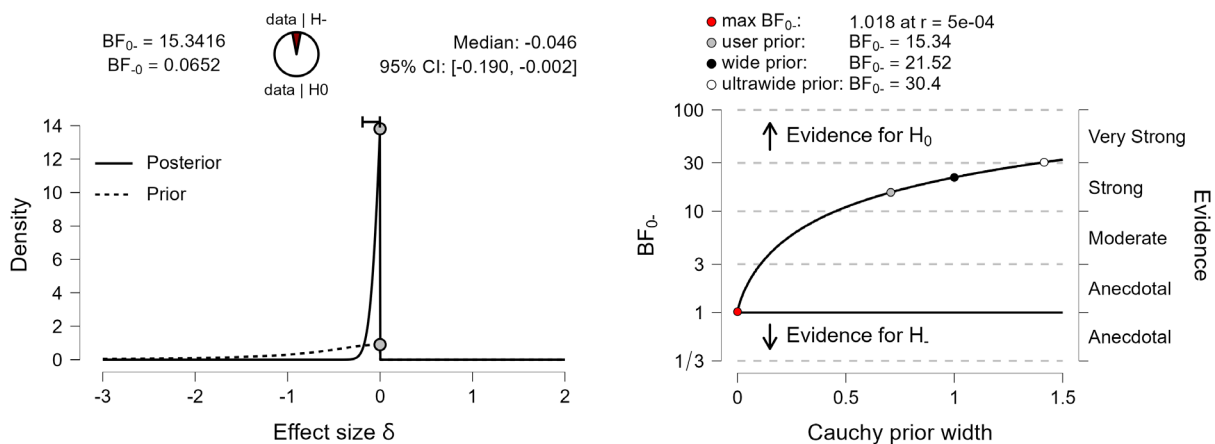 data | H-
BF₀₋ = 15.3416
BF₋₀ = 0.0652
data | H0
Median: -0.046
95% CI: [-0.190, -0.002]
Density
14
12
10
8
6
4
2
0
Posterior
Prior
-3
-2
-1
0
1
2
Effect size δ
max BF₀₋: 1.018 at r = 5e-04
user prior: BF₀₋ = 15.34
wide prior: BF₀₋ = 21.52
ultrawide prior: BF₀₋ = 30.4
BF₀₋
100
30
10
3
1
1/3
Evidence for H₀
Evidence for H₋
Very Strong
Strong
Moderate
Anecdotal
Anecdotal
Evidence
0
0.5
1
1.5
Cauchy prior width